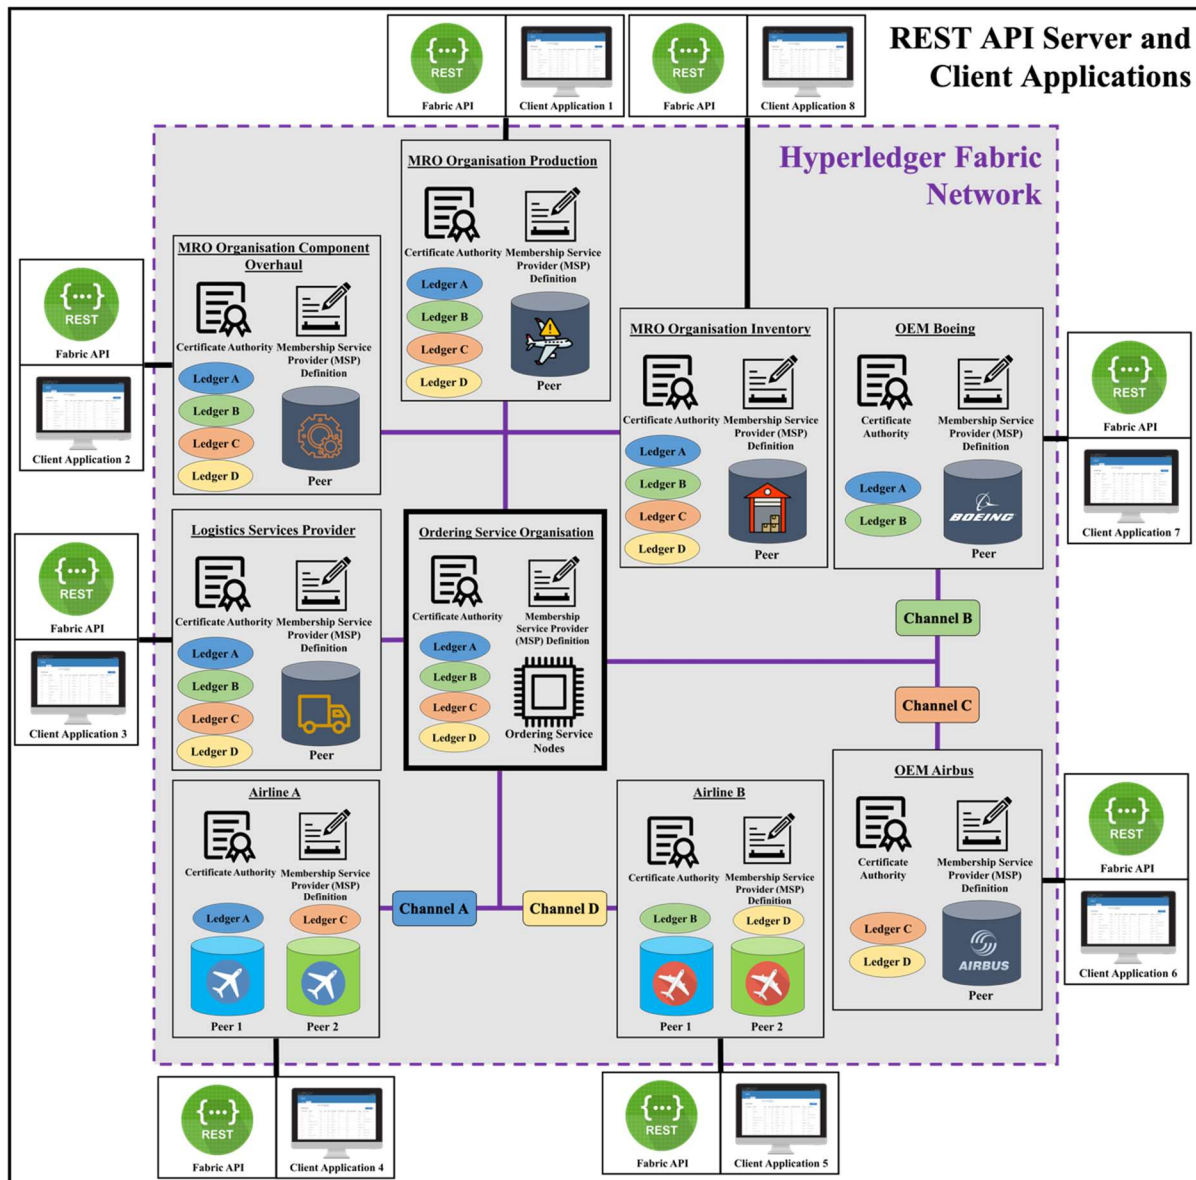 REST API Server and
Client Applications
{...}
REST
Fabric API
Client Application 1
{...}
REST
Fabric API
Client Application 8
Hyperledger Fabric
Network
MRO Organisation Production
Certificate Authority
Membership Service
Provider (MSP)
Definition
Ledger A
Ledger B
Ledger C
Ledger D
Peer
MRO Organisation Component
Overhaul
Certificate Authority
Membership Service
Provider (MSP)
Definition
Ledger A
Ledger B
Ledger C
Ledger D
Peer
{...}
REST
Fabric API
Client Application 2
MRO Organisation Inventory
Certificate Authority
Membership Service
Provider (MSP)
Definition
Ledger A
Ledger B
Ledger C
Ledger D
Peer
OEM Boeing
Certificate
Authority
Membership Service
Provider (MSP)
Definition
Ledger A
Ledger B
BOEING
Peer
{...}
REST
Fabric API
Client Application 7
Logistics Services Provider
Certificate Authority
Membership Service
Provider (MSP)
Definition
Ledger A
Ledger B
Ledger C
Ledger D
Peer
{...}
REST
Fabric API
Client Application 3
Ordering Service Organisation
Certificate Authority
Membership
Service Provider
(MSP) Definition
Ledger A
Ledger B
Ledger C
Ledger D
Ordering Service
Nodes
Channel B
Channel C
Airline A
Certificate Authority
Membership Service
Provider (MSP)
Definition
Ledger A
Ledger C
Peer 1
Peer 2
Channel A
Channel D
Airline B
Certificate Authority
Membership Service
Provider (MSP)
Definition
Ledger B
Ledger D
Peer 1
Peer 2
OEM Airbus
Certificate
Authority
Membership Service
Provider (MSP)
Definition
Ledger C
Ledger D
AIRBUS
Peer
{...}
REST
Fabric API
Client Application 6
{...}
REST
Fabric API
Client Application 4
{...}
REST
Fabric API
Client Application 5